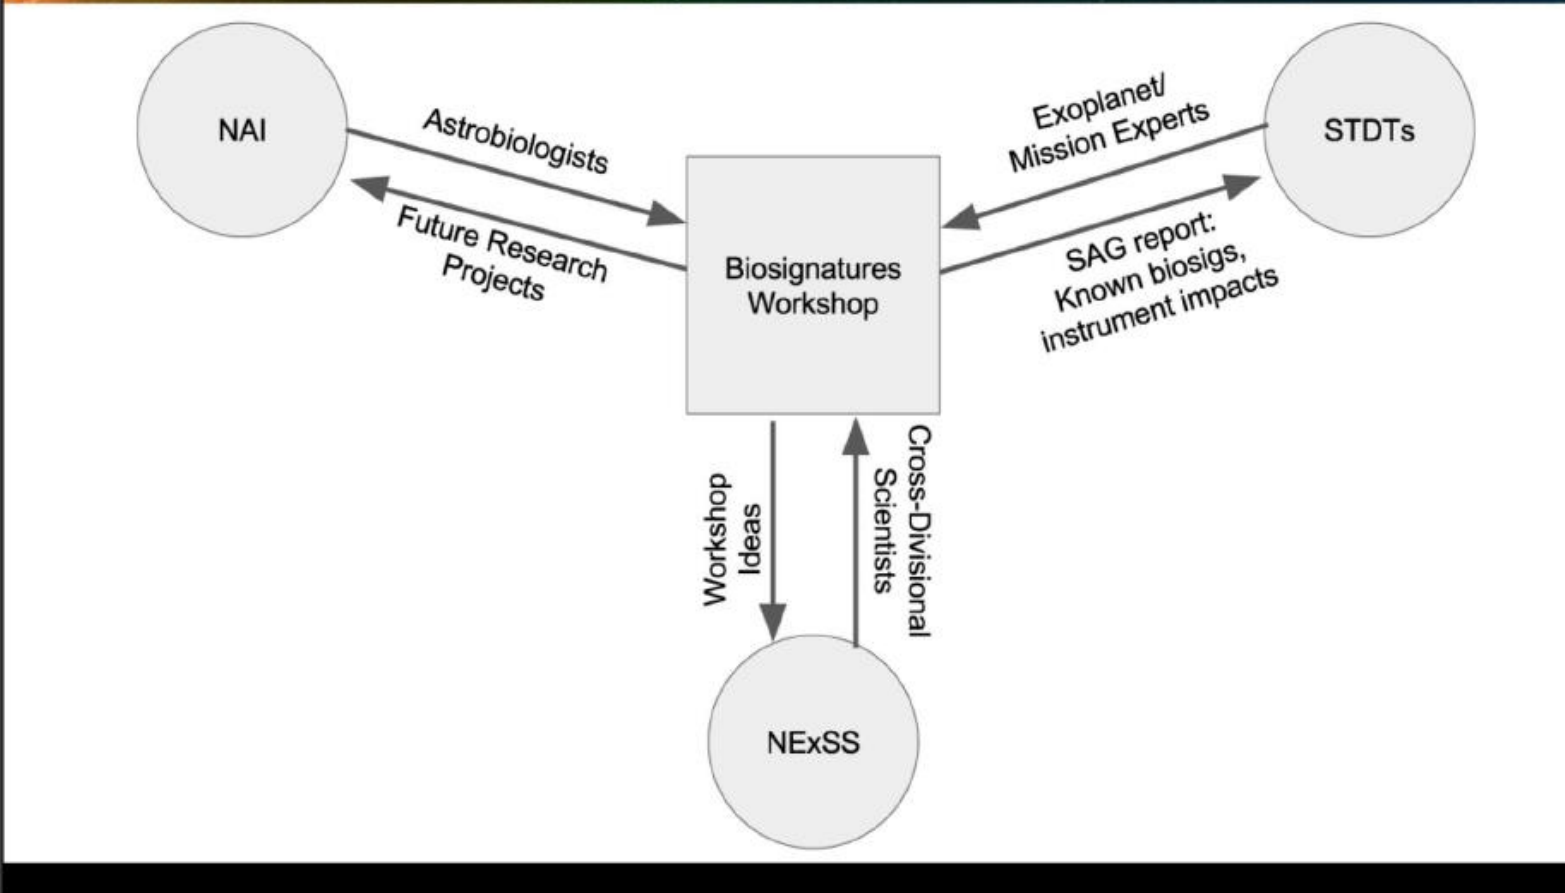 NAI
Astrobiologists
Future Research
Projects
Biosignatures
Workshop
Exoplanet/
Mission Experts
STDTs
SAG report:
Known biosigs,
instrument impacts
Workshop
Ideas
Cross-Divisional
Scientists
NExSS